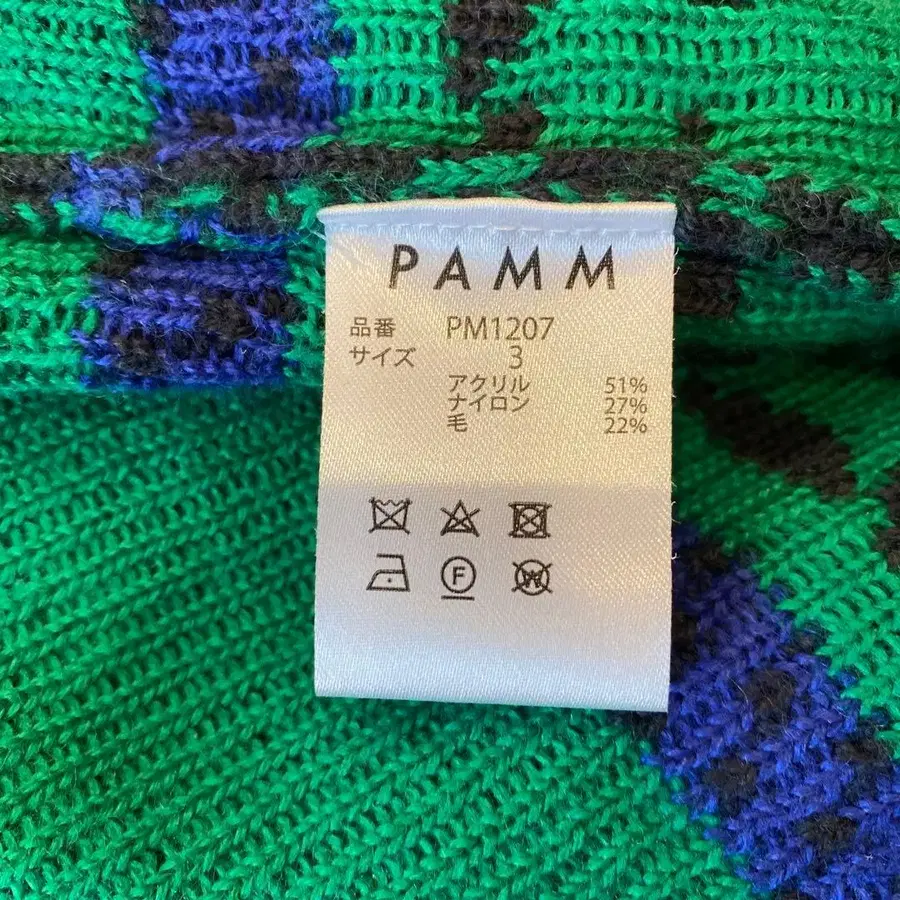 PAMM
品番 PM1207
サイズ 3
アクリル 51%
ナイロン 27%
毛 22%
F W